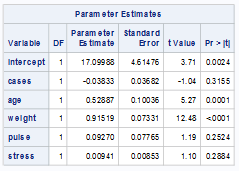 Parameter Estimates
Variable DF Parameter Estimate Standard Error t Value Pr > |t|
Intercept 1 17.09988 4.61476 3.71 0.0024
cases 1 -0.03833 0.03682 -1.04 0.3155
age 1 0.52887 0.10036 5.27 0.0001
weight 1 0.91519 0.07331 12.48 <.0001
pulse 1 0.09270 0.07765 1.19 0.2524
stress 1 0.00941 0.00853 1.10 0.2884